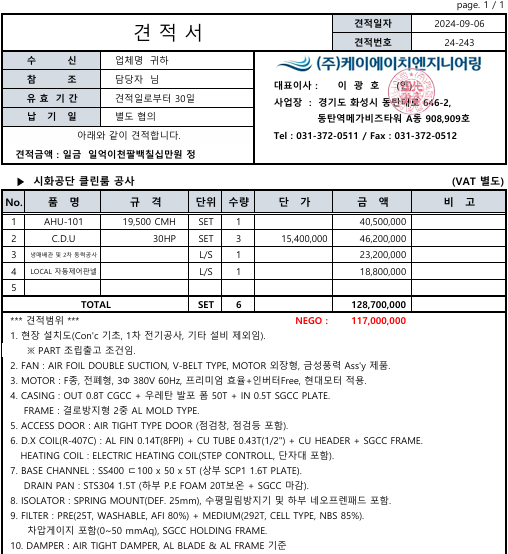 page. 1 / 1
견 적 서
견적일자 2024-09-06
견적번호 24-243
수 신 업체명 귀하
참 조 담당자 님
유 효 기 간 견적일로부터 30일
납 기 일 별도 협의
아래와 같이 견적합니다.
견적금액 : 일금 일억이천팔백칠십만원 정
(주)케이에이치엔지니어링
대표이사 : 이 광 호 (인)
사업장 : 경기도 화성시 동탄대로 646-2,
동탄역메가비즈타워 A동 908,909호
Tel : 031-372-0511 / Fax : 031-372-0512
▶ 시화공단 클린룸 공사 (VAT 별도)
No. 품 명 규 격 단위 수량 단 가 금 액 비 고
1 AHU-101 19,500 CMH SET 1 40,500,000
2 C.D.U 30HP SET 3 15,400,000 46,200,000
3 냉매배관 및 2차 동력공사 L/S 1 23,200,000
4 LOCAL 자동제어판넬 L/S 1 18,800,000
5
TOTAL SET 6 128,700,000
*** 견적범위 *** NEGO : 117,000,000
1. 현장 설치도(Con'c 기초, 1차 전기공사, 기타 설비 제외임).
※ PART 조립출고 조건임.
2. FAN : AIR FOIL DOUBLE SUCTION, V-BELT TYPE, MOTOR 외장형, 금성풍력 Ass'y 제품.
3. MOTOR : F종, 전폐형, 3Φ 380V 60Hz, 프리미엄 효율+인버터Free, 현대모터 적용.
4. CASING : OUT 0.8T CGCC + 우레탄 발포 폼 50T + IN 0.5T SGCC PLATE.
FRAME : 결로방지형 2중 AL MOLD TYPE.
5. ACCESS DOOR : AIR TIGHT TYPE DOOR (점검창, 점검등 포함).
6. D.X COIL(R-407C) : AL FIN 0.14T(8FPI) + CU TUBE 0.43T(1/2") + CU HEADER + SGCC FRAME.
HEATING COIL : ELECTRIC HEATING COIL(STEP CONTROLL, 단자대 포함).
7. BASE CHANNEL : SS400 ㄷ100 x 50 x 5T (상부 SCP1 1.6T PLATE).
DRAIN PAN : STS304 1.5T (하부 P.E FOAM 20T보온 + SGCC 마감).
8. ISOLATOR : SPRING MOUNT(DEF. 25mm), 수평밀림방지기 및 하부 네오프렌패드 포함.
9. FILTER : PRE(25T, WASHABLE, AFI 80%) + MEDIUM(292T, CELL TYPE, NBS 85%).
차압게이지 포함(0~50 mmAq), SGCC HOLDING FRAME.
10. DAMPER : AIR TIGHT DAMPER, AL BLADE & AL FRAME 기준